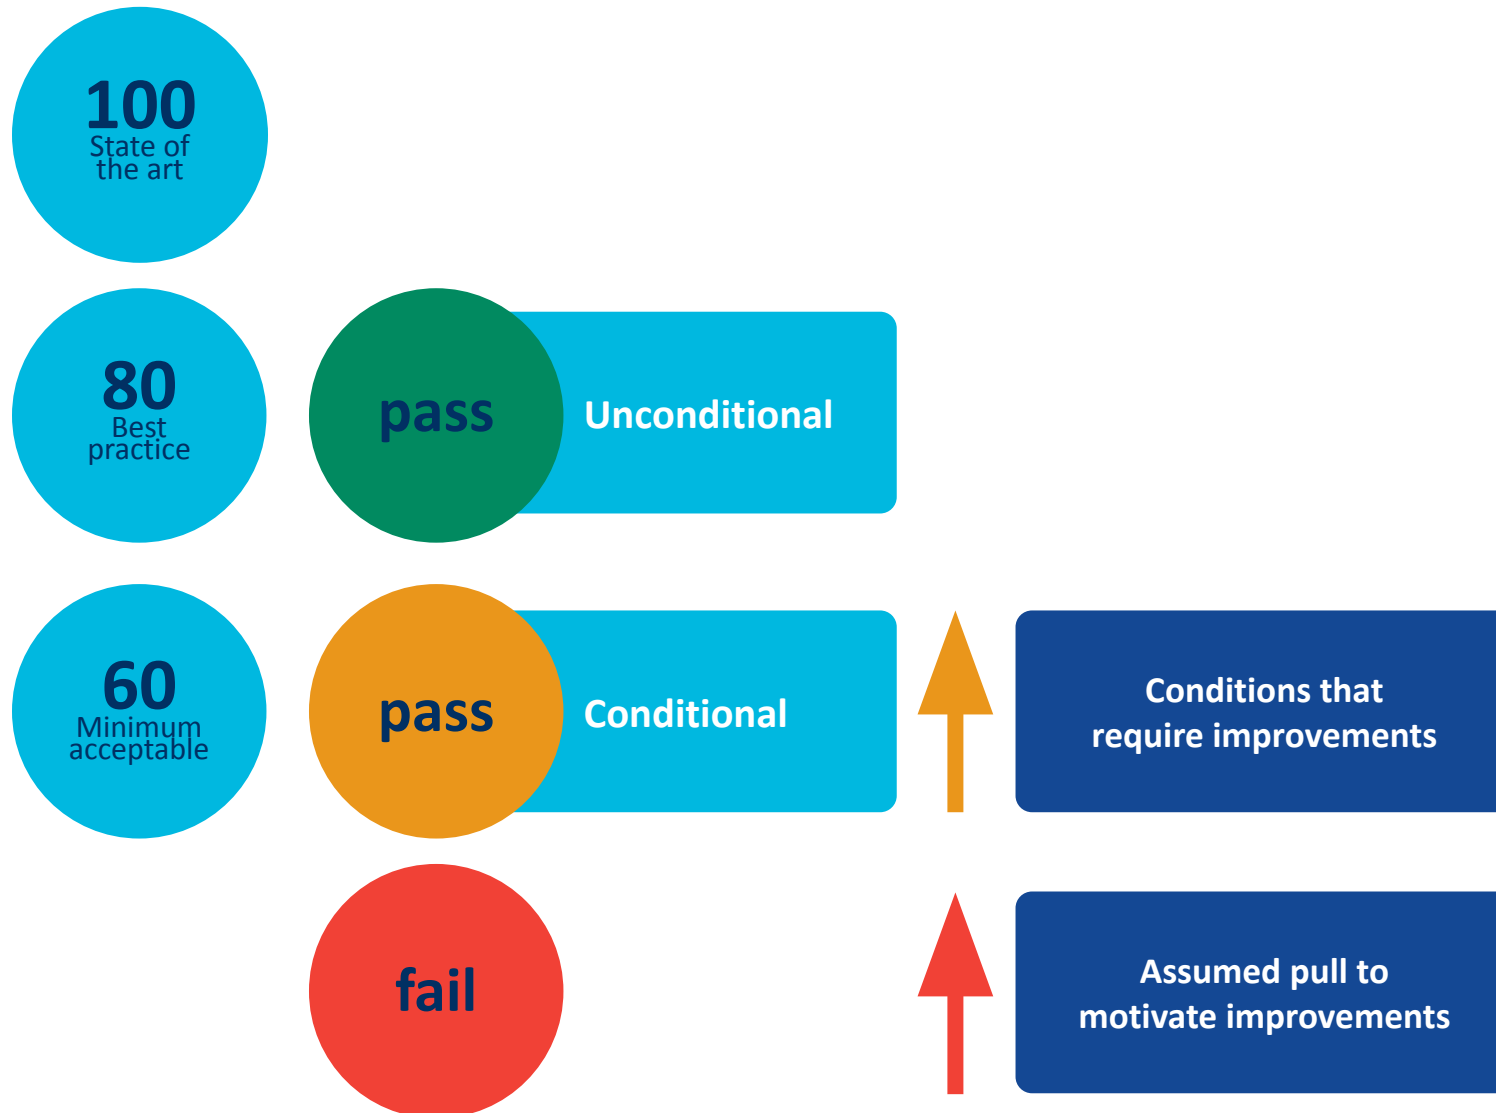 100
State of
the art
80
Best
practice
pass
Unconditional
60
Minimum
acceptable
pass
Conditional
Conditions that
require improvements
fail
Assumed pull to
motivate improvements